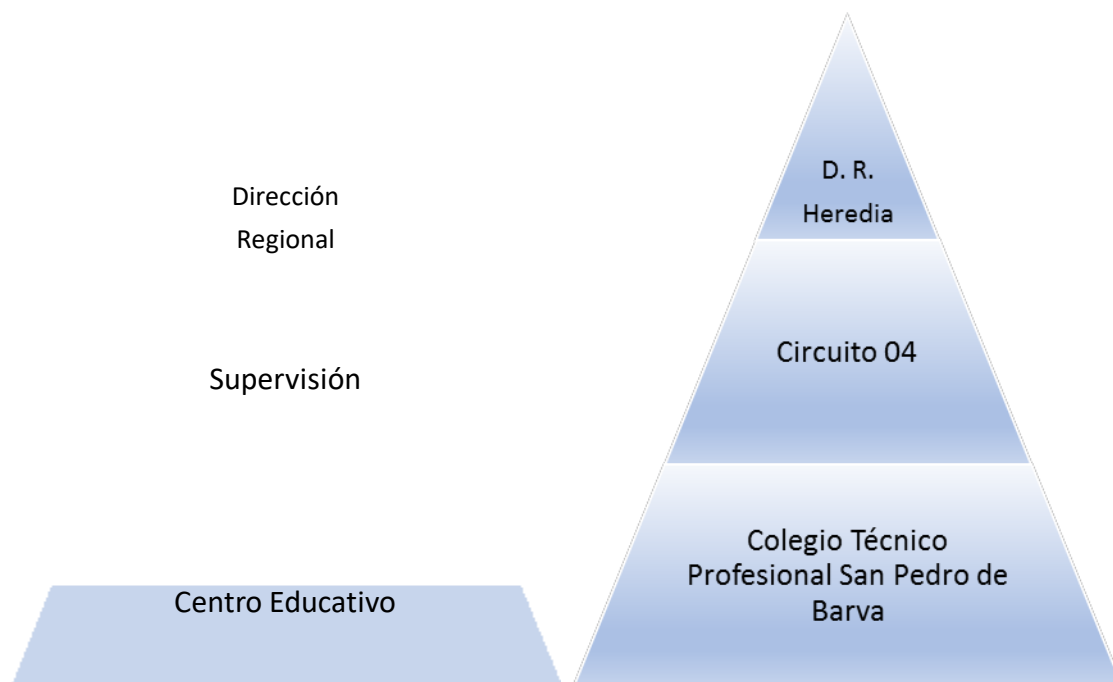 Dirección
Regional
Supervisión
Centro Educativo
D. R.
Heredia
Circuito 04
Colegio Técnico
Profesional San Pedro de
Barva